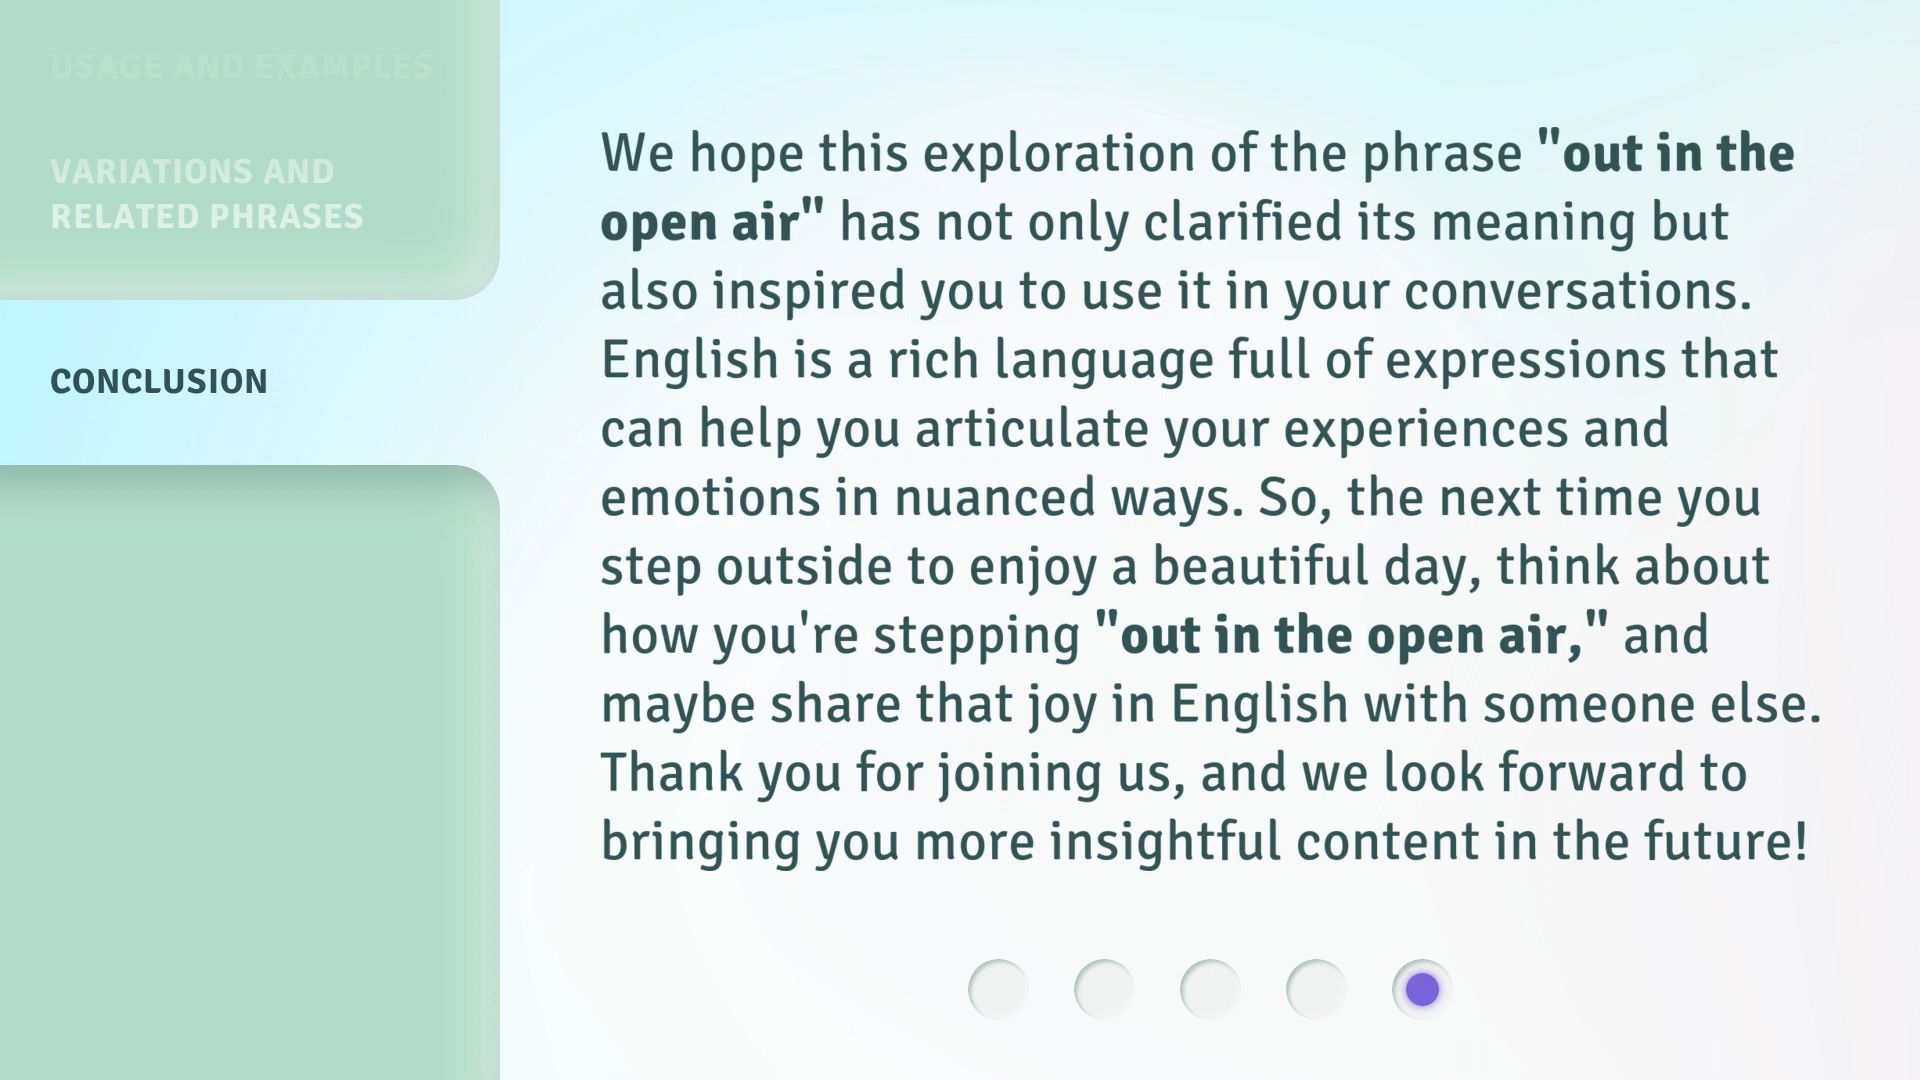 USAGE AND EXAMPLES
VARIATIONS AND
RELATED PHRASES
CONCLUSION
We hope this exploration of the phrase "out in the
open air" has not only clarified its meaning but
also inspired you to use it in your conversations.
English is a rich language full of expressions that
can help you articulate your experiences and
emotions in nuanced ways. So, the next time you
step outside to enjoy a beautiful day, think about
how you're stepping "out in the open air," and
maybe share that joy in English with someone else.
Thank you for joining us, and we look forward to
bringing you more insightful content in the future!